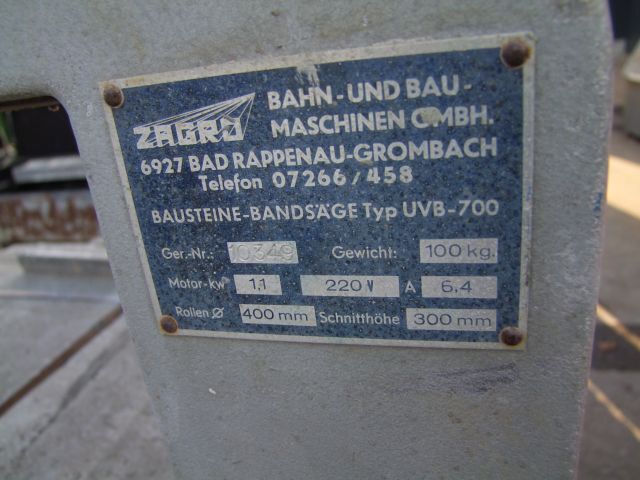 ZAGRO
BAHN.-UND BAU-
MASCHINEN GMBH.
6927 BAD RAPPENAU-GROMBACH
Telefon 07266/458
BAUSTEINE-BANDSÄGE Typ UVB-700
Ger.-Nr.: 10349 Gewicht: 100 kg.
Motor-kw 1,1 220 V A 6,4
Rollen Ø 400 mm Schnitthöhe 300 mm